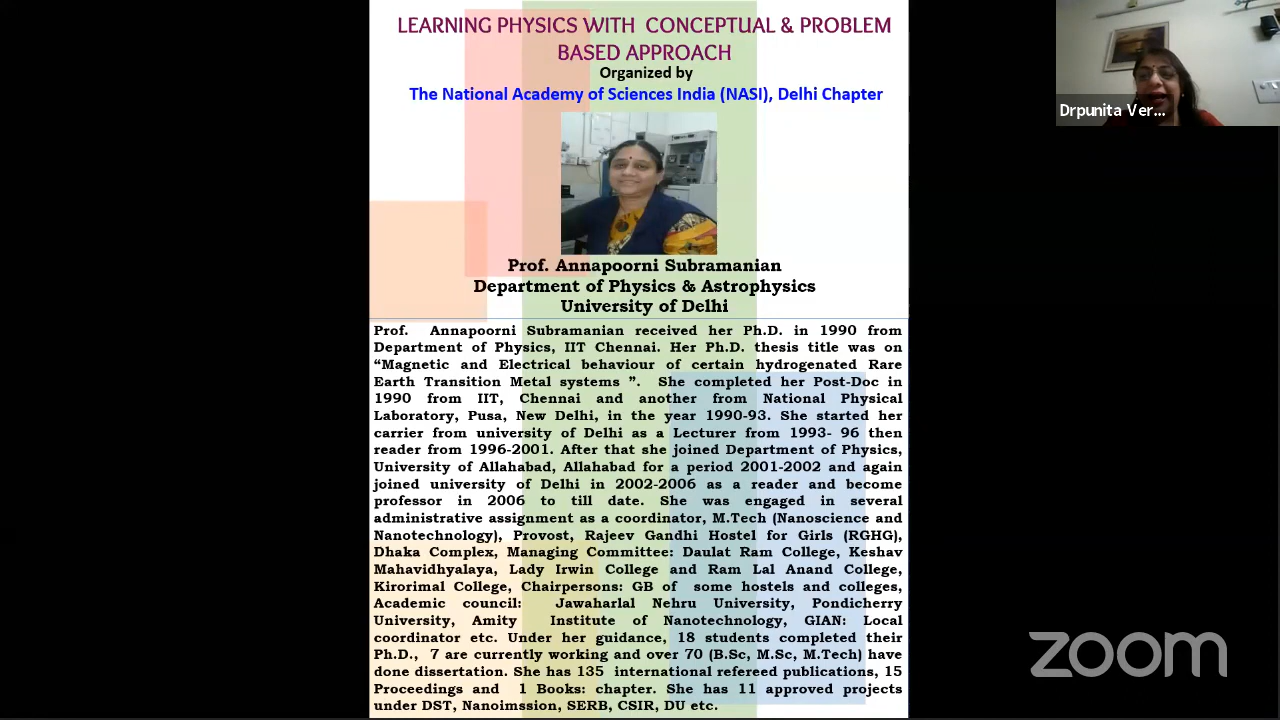 LEARNING PHYSICS WITH CONCEPTUAL & PROBLEM
BASED APPROACH
Organized by
The National Academy of Sciences India (NASI), Delhi Chapter
Prof. Annapoorni Subramanian
Department of Physics & Astrophysics
University of Delhi
Prof. Annapoorni Subramanian received her Ph.D. in 1990 from
Department of Physics, IIT Chennai. Her Ph.D. thesis title was on
“Magnetic and Electrical behaviour of certain hydrogenated Rare
Earth Transition Metal systems ”. She completed her Post-Doc in
1990 from IIT, Chennai and another from National Physical
Laboratory, Pusa, New Delhi, in the year 1990-93. She started her
carrier from university of Delhi as a Lecturer from 1993- 96 then
reader from 1996-2001. After that she joined Department of Physics,
University of Allahabad, Allahabad for a period 2001-2002 and again
joined university of Delhi in 2002-2006 as a reader and become
professor in 2006 to till date. She was engaged in several
administrative assignment as a coordinator, M.Tech (Nanoscience and
Nanotechnology), Provost, Rajeev Gandhi Hostel for Girls (RGHG),
Dhaka Complex, Managing Committee: Daulat Ram College, Keshav
Mahavidhyalaya, Lady Irwin College and Ram Lal Anand College,
Kirorimal College, Chairpersons: GB of some hostels and colleges,
Academic council: Jawaharlal Nehru University, Pondicherry
University, Amity Institute of Nanotechnology, GIAN: Local
coordinator etc. Under her guidance, 18 students completed their
Ph.D., 7 are currently working and over 70 (B.Sc, M.Sc, M.Tech) have
done dissertation. She has 135 international refereed publications, 15
Proceedings and 1 Books: chapter. She has 11 approved projects
under DST, Nanoimssion, SERB, CSIR, DU etc.
Drpunita Ver...
zoom